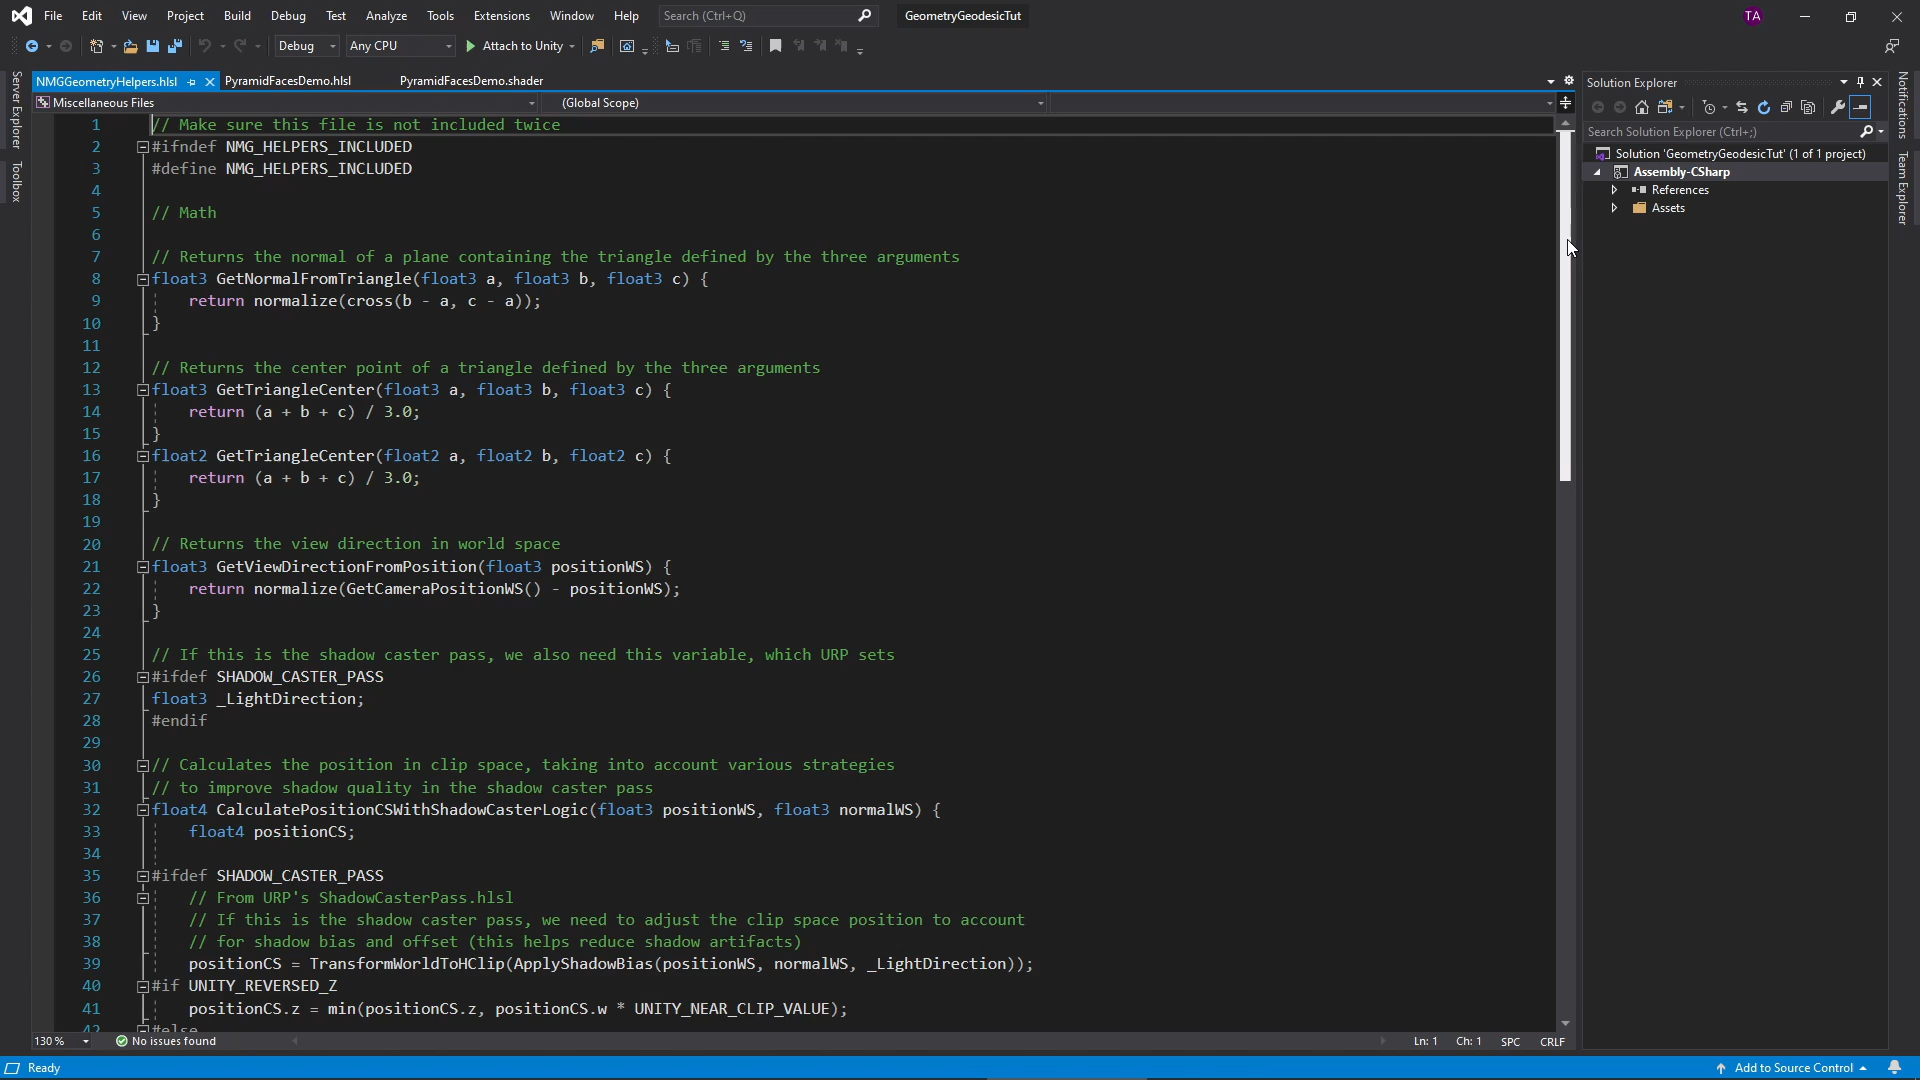 File Edit View Project Build Debug Test Analyze Tools Extensions Window Help Search (Ctrl+Q) GeometryGeodesicTut TA
Debug Any CPU Attach to Unity
Server Explorer
Toolbox
NMGGeometryHelpers.hlsl PyramidFacesDemo.hlsl PyramidFacesDemo.shader
Miscellaneous Files (Global Scope)
1 // Make sure this file is not included twice
2 #ifndef NMG_HELPERS_INCLUDED
3 #define NMG_HELPERS_INCLUDED
4
5 // Math
6
7 // Returns the normal of a plane containing the triangle defined by the three arguments
8 float3 GetNormalFromTriangle(float3 a, float3 b, float3 c) {
9 return normalize(cross(b - a, c - a));
10 }
11
12 // Returns the center point of a triangle defined by the three arguments
13 float3 GetTriangleCenter(float3 a, float3 b, float3 c) {
14 return (a + b + c) / 3.0;
15 }
16 float2 GetTriangleCenter(float2 a, float2 b, float2 c) {
17 return (a + b + c) / 3.0;
18 }
19
20 // Returns the view direction in world space
21 float3 GetViewDirectionFromPosition(float3 positionWS) {
22 return normalize(GetCameraPositionWS() - positionWS);
23 }
24
25 // If this is the shadow caster pass, we also need this variable, which URP sets
26 #ifdef SHADOW_CASTER_PASS
27 float3 _LightDirection;
28 #endif
29
30 // Calculates the position in clip space, taking into account various strategies
31 // to improve shadow quality in the shadow caster pass
32 float4 CalculatePositionCSWithShadowCasterLogic(float3 positionWS, float3 normalWS) {
33 float4 positionCS;
34
35 #ifdef SHADOW_CASTER_PASS
36 // From URP's ShadowCasterPass.hlsl
37 // If this is the shadow caster pass, we need to adjust the clip space position to account
38 // for shadow bias and offset (this helps reduce shadow artifacts)
39 positionCS = TransformWorldToHClip(ApplyShadowBias(positionWS, normalWS, _LightDirection));
40 #if UNITY_REVERSED_Z
41 positionCS.z = min(positionCS.z, positionCS.w * UNITY_NEAR_CLIP_VALUE);
42 #else
130 % No issues found Ln: 1 Ch: 1 SPC CRLF
Solution Explorer
Search Solution Explorer (Ctrl+;)
Solution 'GeometryGeodesicTut' (1 of 1 project)
Assembly-CSharp
References
Assets
Notifications
Team Explorer
Ready Add to Source Control